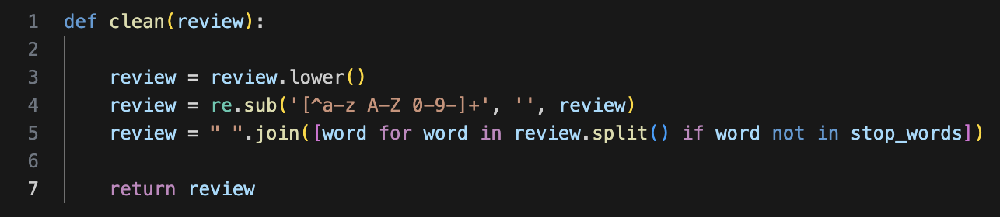 1 def clean(review):
2
3 review = review.lower()
4 review = re.sub('[^a-z A-Z 0-9-]+', '', review)
5 review = " ".join([word for word in review.split() if word not in stop_words])
6
7 return review